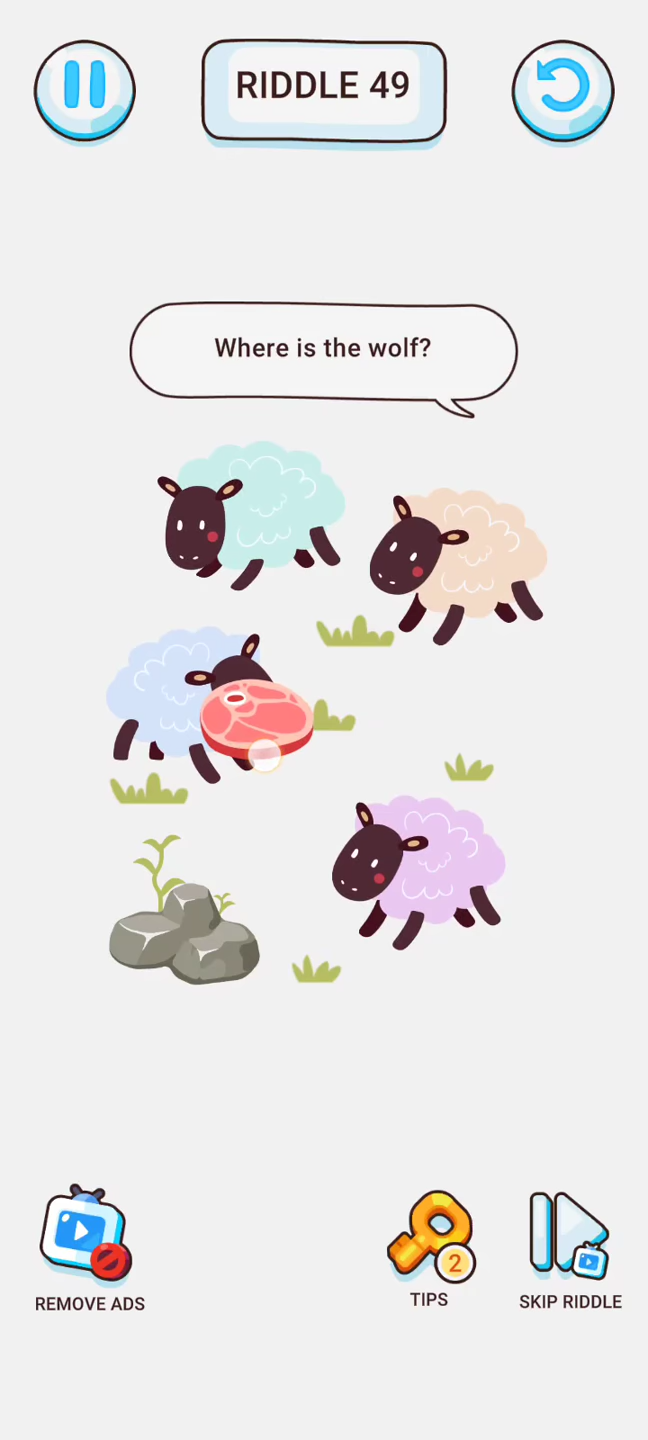 RIDDLE 49
Where is the wolf?
2
REMOVE ADS
TIPS
SKIP RIDDLE